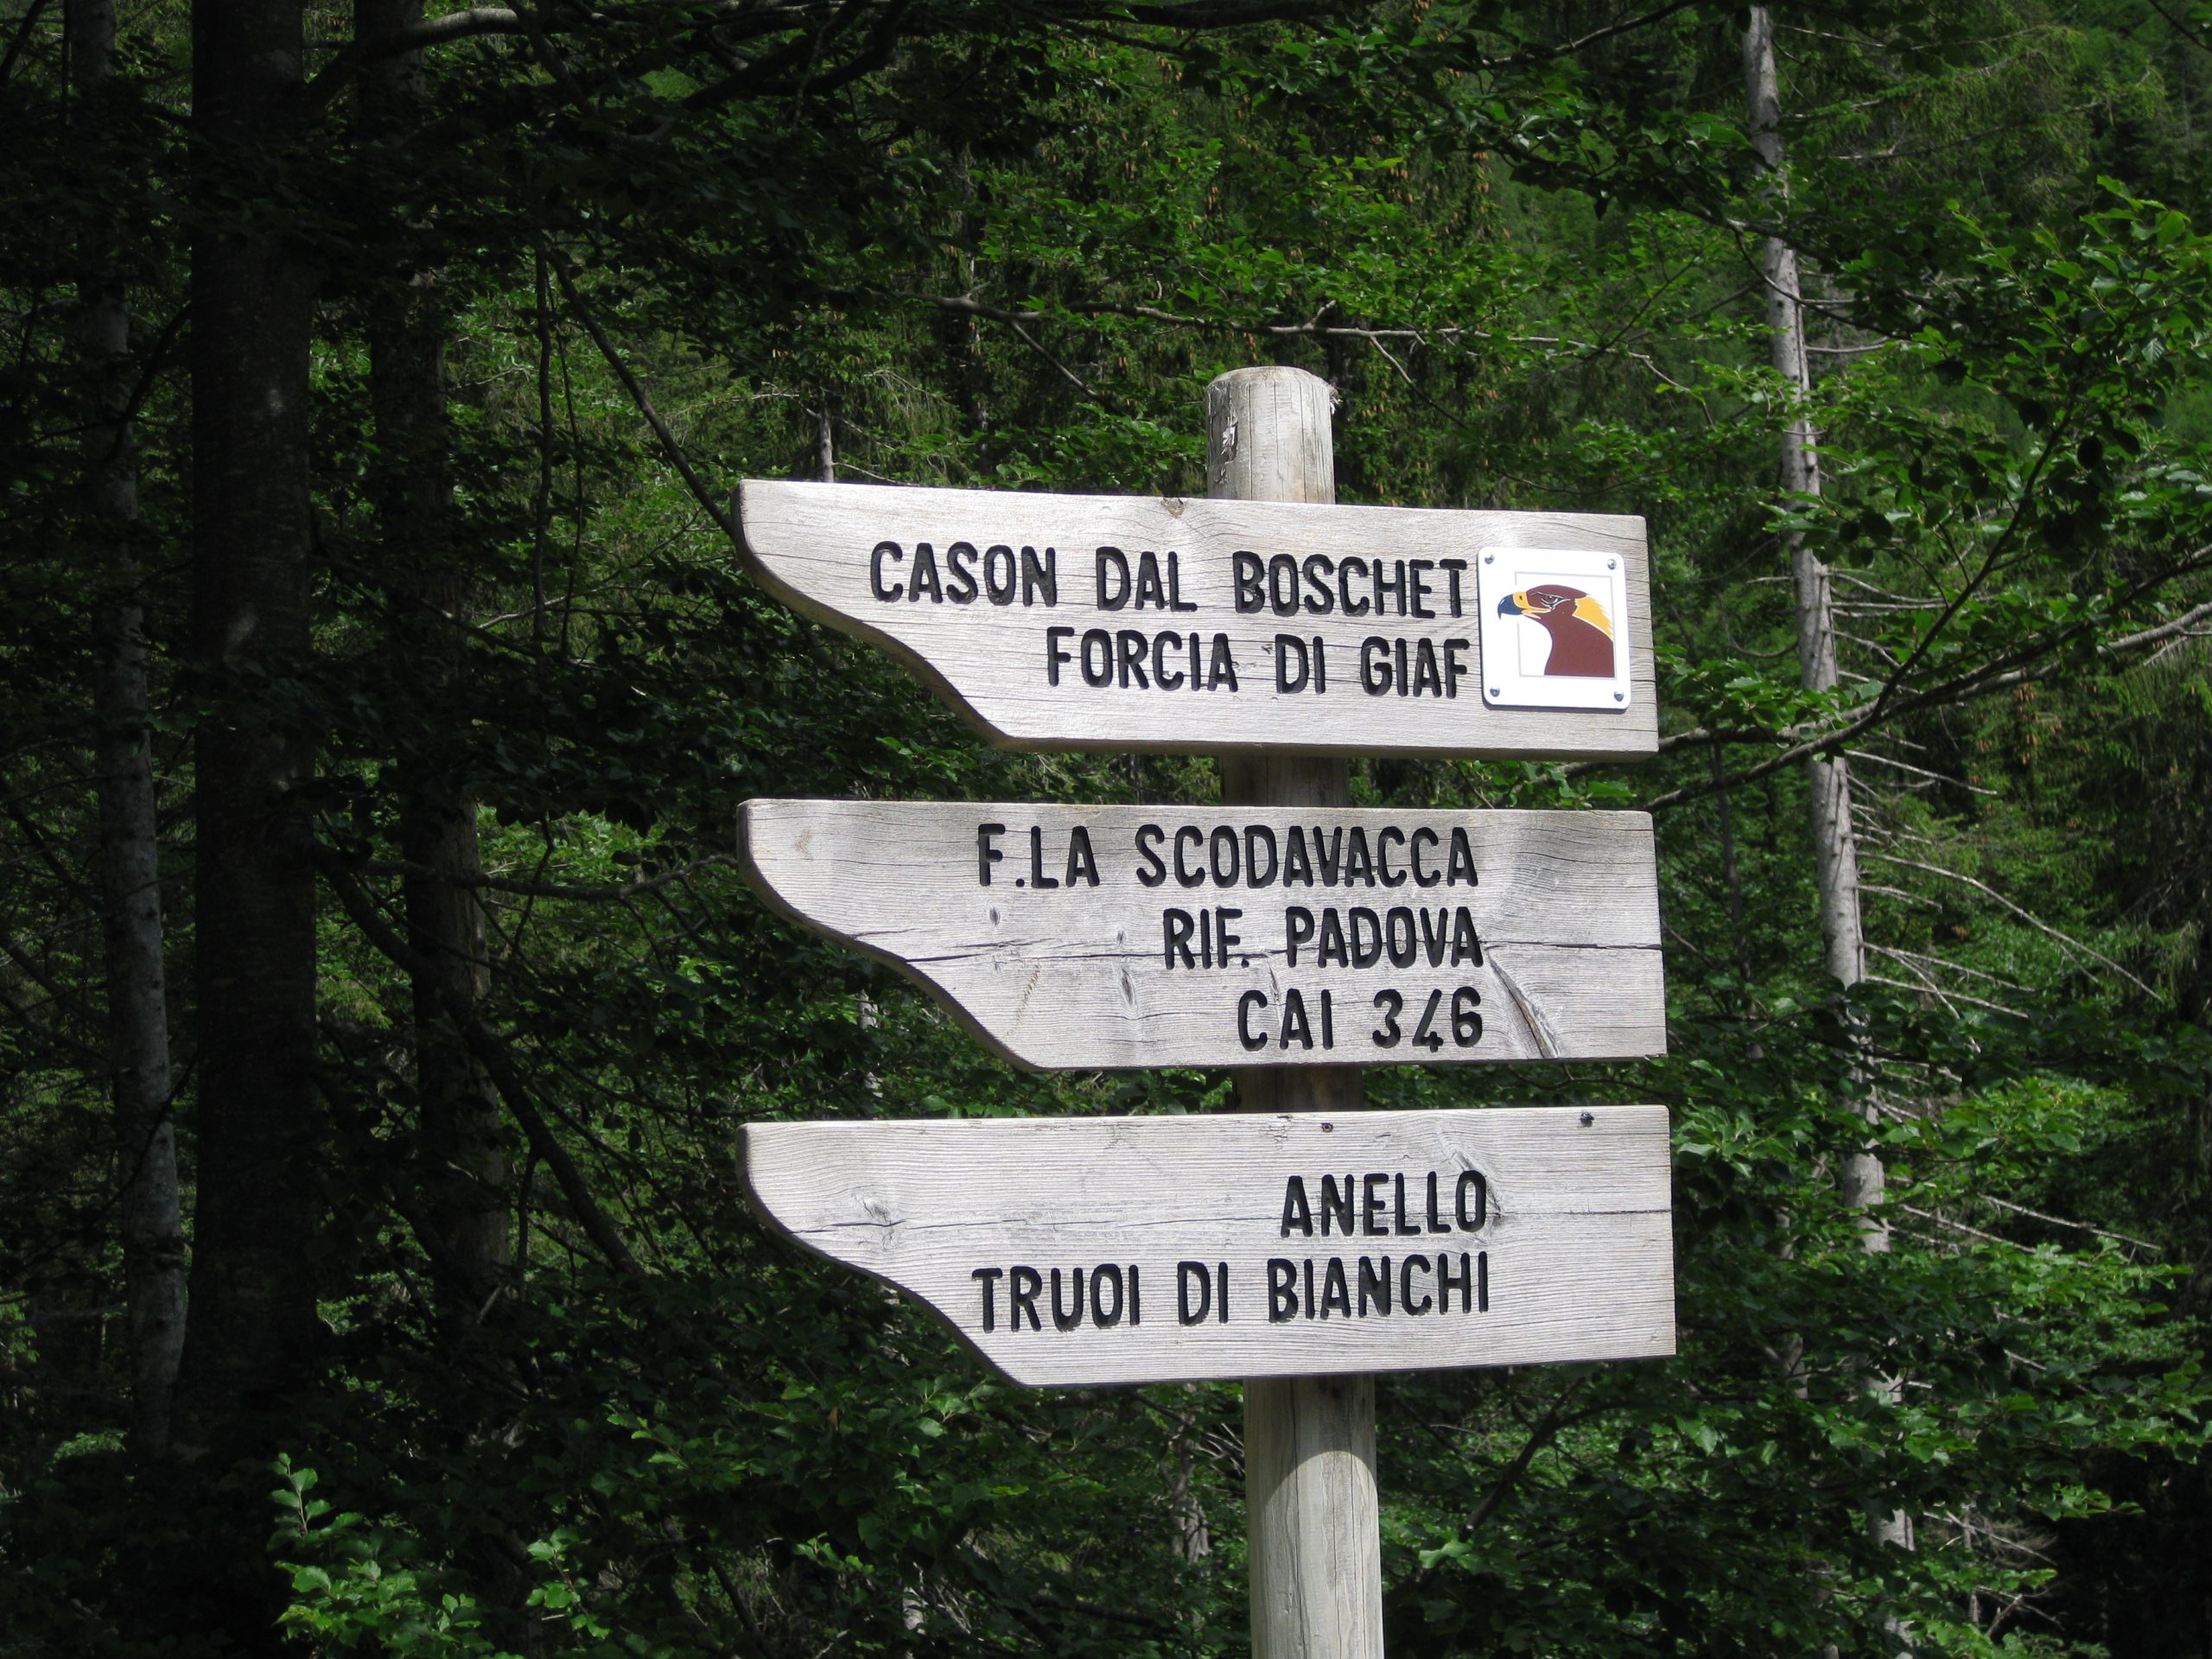 CASON DAL BOSCHET
FORCIA DI GIAF
F.LA SCODAVACCA
RIF. PADOVA
CAI 346
ANELLO
TRUOI DI BIANCHI